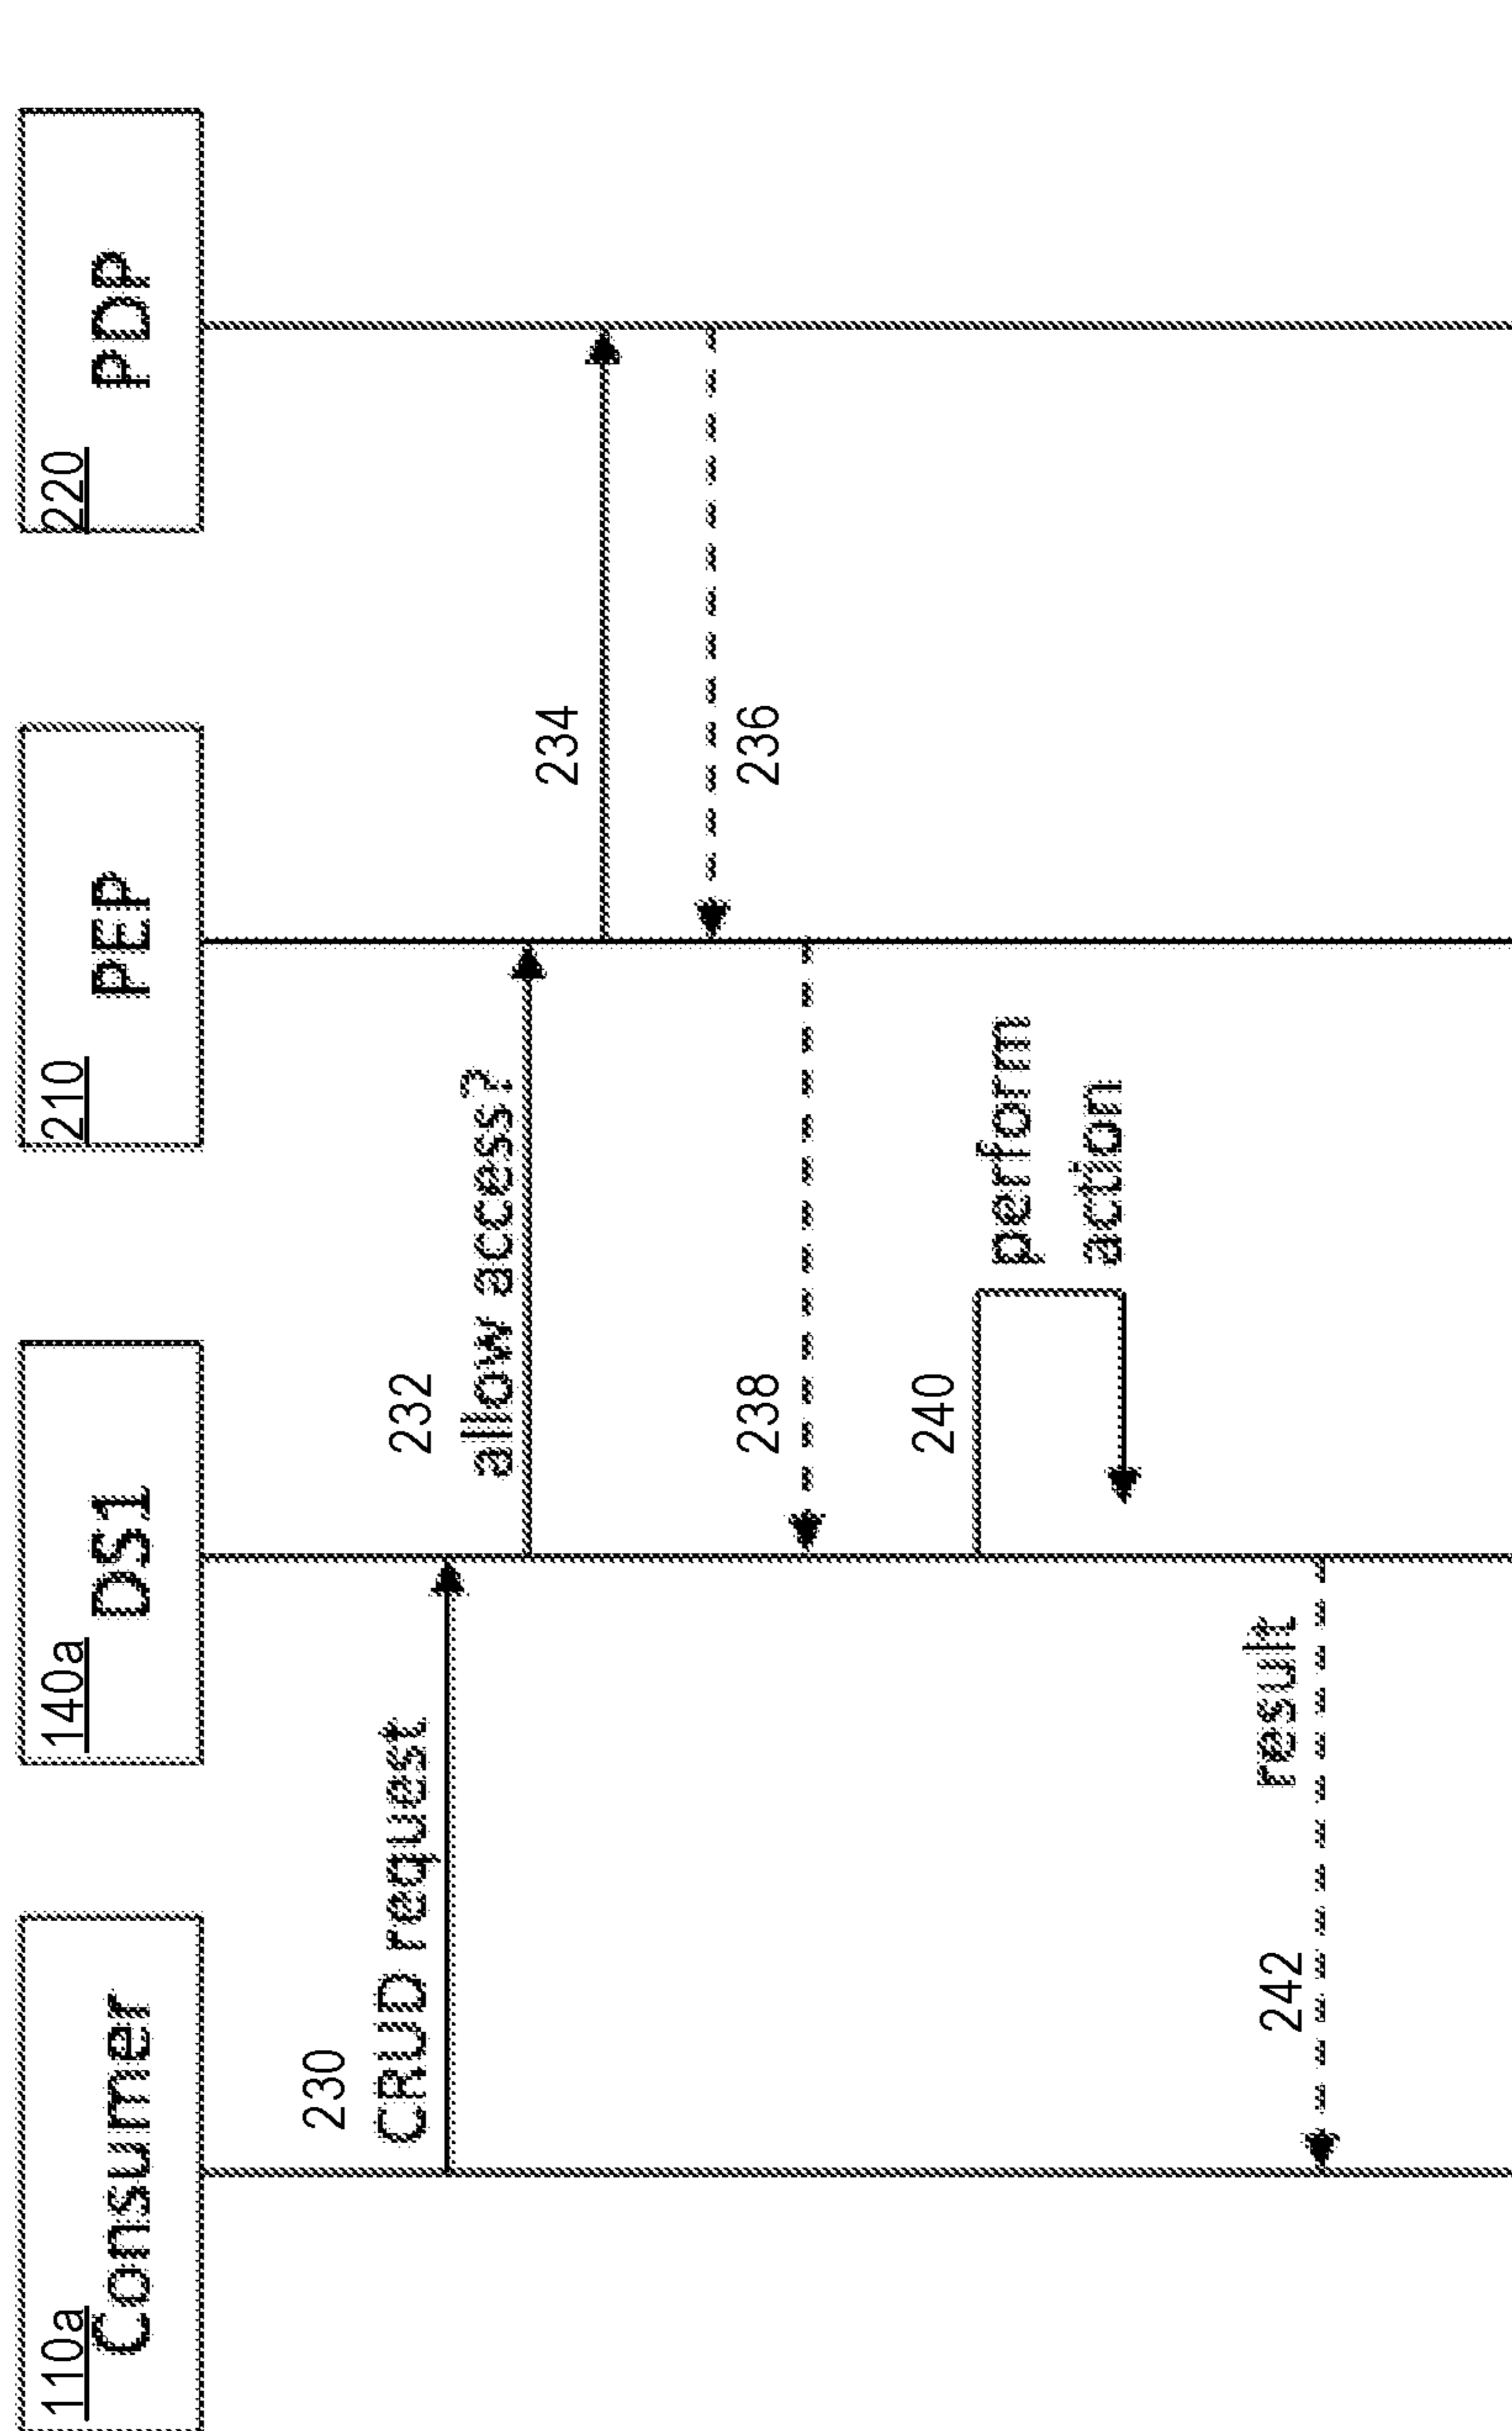 110a
Consumer
140a
DS1
210
PEP
220
PDP
230
CRUD request
232
allow access?
234
236
238
240
perform
action
242
result